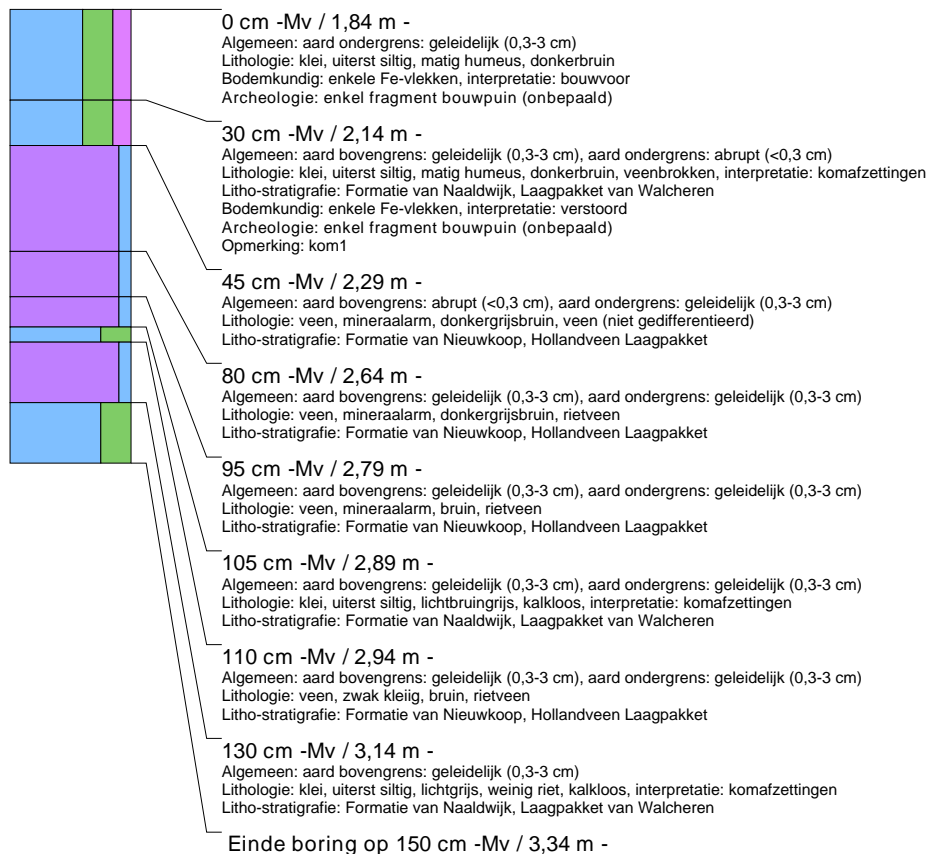 0 cm -Mv / 1,84 m -
Algemeen: aard ondergrens: geleidelijk (0,3-3 cm)
Lithologie: klei, uiterst siltig, matig humeus, donkerbruin
Bodemkundig: enkele Fe-vlekken, interpretatie: bouwvoor
Archeologie: enkel fragment bouwpuin (onbepaald)
30 cm -Mv / 2,14 m -
Algemeen: aard bovengrens: geleidelijk (0,3-3 cm), aard ondergrens: abrupt (<0,3 cm)
Lithologie: klei, uiterst siltig, matig humeus, donkerbruin, veenbrokken, interpretatie: komafzettingen
Litho-stratigrafie: Formatie van Naaldwijk, Laagpakket van Walcheren
Bodemkundig: enkele Fe-vlekken, interpretatie: verstoord
Archeologie: enkel fragment bouwpuin (onbepaald)
Opmerking: kom1
45 cm -Mv / 2,29 m -
Algemeen: aard bovengrens: abrupt (<0,3 cm), aard ondergrens: geleidelijk (0,3-3 cm)
Lithologie: veen, mineraalarm, donkergrijsbruin, veen (niet gedifferentieerd)
Litho-stratigrafie: Formatie van Nieuwkoop, Hollandveen Laagpakket
80 cm -Mv / 2,64 m -
Algemeen: aard bovengrens: geleidelijk (0,3-3 cm), aard ondergrens: geleidelijk (0,3-3 cm)
Lithologie: veen, mineraalarm, donkergrijsbruin, rietveen
Litho-stratigrafie: Formatie van Nieuwkoop, Hollandveen Laagpakket
95 cm -Mv / 2,79 m -
Algemeen: aard bovengrens: geleidelijk (0,3-3 cm), aard ondergrens: geleidelijk (0,3-3 cm)
Lithologie: veen, mineraalarm, bruin, rietveen
Litho-stratigrafie: Formatie van Nieuwkoop, Hollandveen Laagpakket
105 cm -Mv / 2,89 m -
Algemeen: aard bovengrens: geleidelijk (0,3-3 cm), aard ondergrens: geleidelijk (0,3-3 cm)
Lithologie: klei, uiterst siltig, lichtbruingrijs, kalkloos, interpretatie: komafzettingen
Litho-stratigrafie: Formatie van Naaldwijk, Laagpakket van Walcheren
110 cm -Mv / 2,94 m -
Algemeen: aard bovengrens: geleidelijk (0,3-3 cm), aard ondergrens: geleidelijk (0,3-3 cm)
Lithologie: veen, zwak kleiig, bruin, rietveen
Litho-stratigrafie: Formatie van Nieuwkoop, Hollandveen Laagpakket
130 cm -Mv / 3,14 m -
Algemeen: aard bovengrens: geleidelijk (0,3-3 cm)
Lithologie: klei, uiterst siltig, lichtgrijs, weinig riet, kalkloos, interpretatie: komafzettingen
Litho-stratigrafie: Formatie van Naaldwijk, Laagpakket van Walcheren
Einde boring op 150 cm -Mv / 3,34 m -